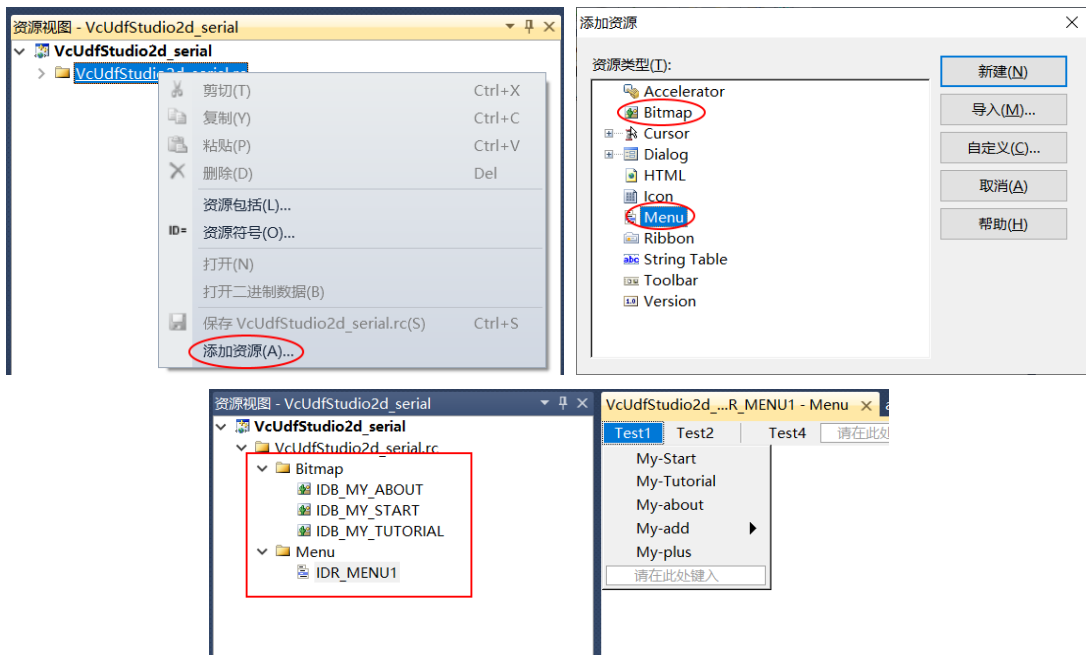 资源视图 - VcUdfStudio2d_serial
VcUdfStudio2d_serial
VcUdfStudio2d_serial.rc
剪切(T) Ctrl+X
复制(Y) Ctrl+C
粘贴(P) Ctrl+V
删除(D) Del
资源包括(L)...
ID= 资源符号(O)...
打开(N)
打开二进制数据(B)
保存 VcUdfStudio2d_serial.rc(S) Ctrl+S
添加资源(A)...
添加资源
资源类型(T):
Accelerator
Bitmap
Cursor
Dialog
HTML
Icon
Menu
Ribbon
abc String Table
Toolbar
1.0 Version
新建(N)
导入(M)...
自定义(C)...
取消(A)
帮助(H)
资源视图 - VcUdfStudio2d_serial
VcUdfStudio2d_serial
VcUdfStudio2d_serial.rc
Bitmap
IDB_MY_ABOUT
IDB_MY_START
IDB_MY_TUTORIAL
Menu
IDR_MENU1
VcUdfStudio2d_...R_MENU1 - Menu
Test1 Test2 Test4 请在此处
My-Start
My-Tutorial
My-about
My-add
My-plus
请在此处键入